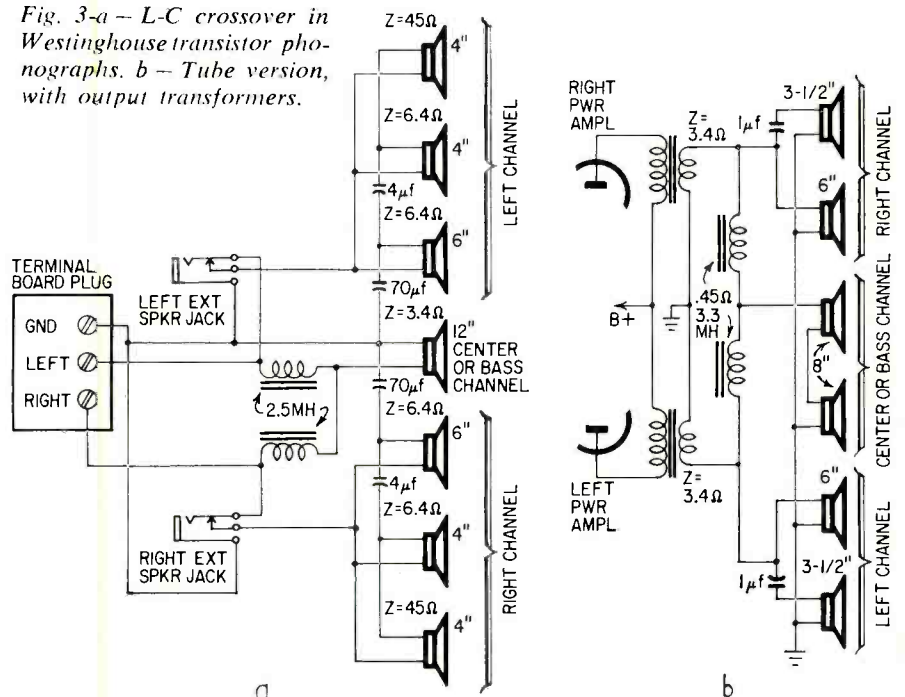 Fig. 3-a – L-C crossover in
Westinghouse transistor pho-
nographs. b – Tube version,
with output transformers.
Z=45Ω
4"
Z=6.4Ω
4"
4μf
Z=6.4Ω
6"
LEFT CHANNEL
70μf
Z=3.4Ω
12"
CENTER
OR BASS
CHANNEL
70μf
Z=6.4Ω
6"
4μf
Z=6.4Ω
4"
Z=45Ω
4"
RIGHT CHANNEL
TERMINAL
BOARD PLUG
GND
LEFT
RIGHT
LEFT EXT
SPKR JACK
2.5MH
RIGHT EXT
SPKR JACK
a
RIGHT
PWR
AMPL
Z=
3.4Ω
1μf
3-1/2"
6"
RIGHT CHANNEL
B+
.45Ω
3.3
MH
8"
CENTER OR BASS CHANNEL
LEFT
PWR
AMPL
Z=
3.4Ω
6"
1μf
3-1/2"
LEFT CHANNEL
b